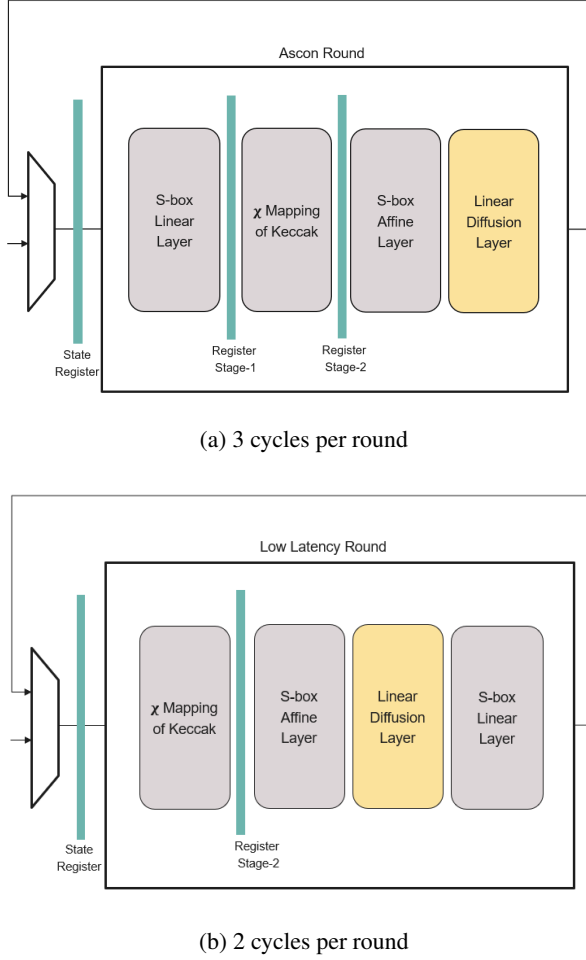 Ascon Round
S-box
Linear
Layer
χ Mapping
of Keccak
S-box
Affine
Layer
Linear
Diffusion
Layer
State
Register
Register
Stage-1
Register
Stage-2
(a) 3 cycles per round
Low Latency Round
χ Mapping
of Keccak
S-box
Affine
Layer
Linear
Diffusion
Layer
S-box
Linear
Layer
State
Register
Register
Stage-2
(b) 2 cycles per round